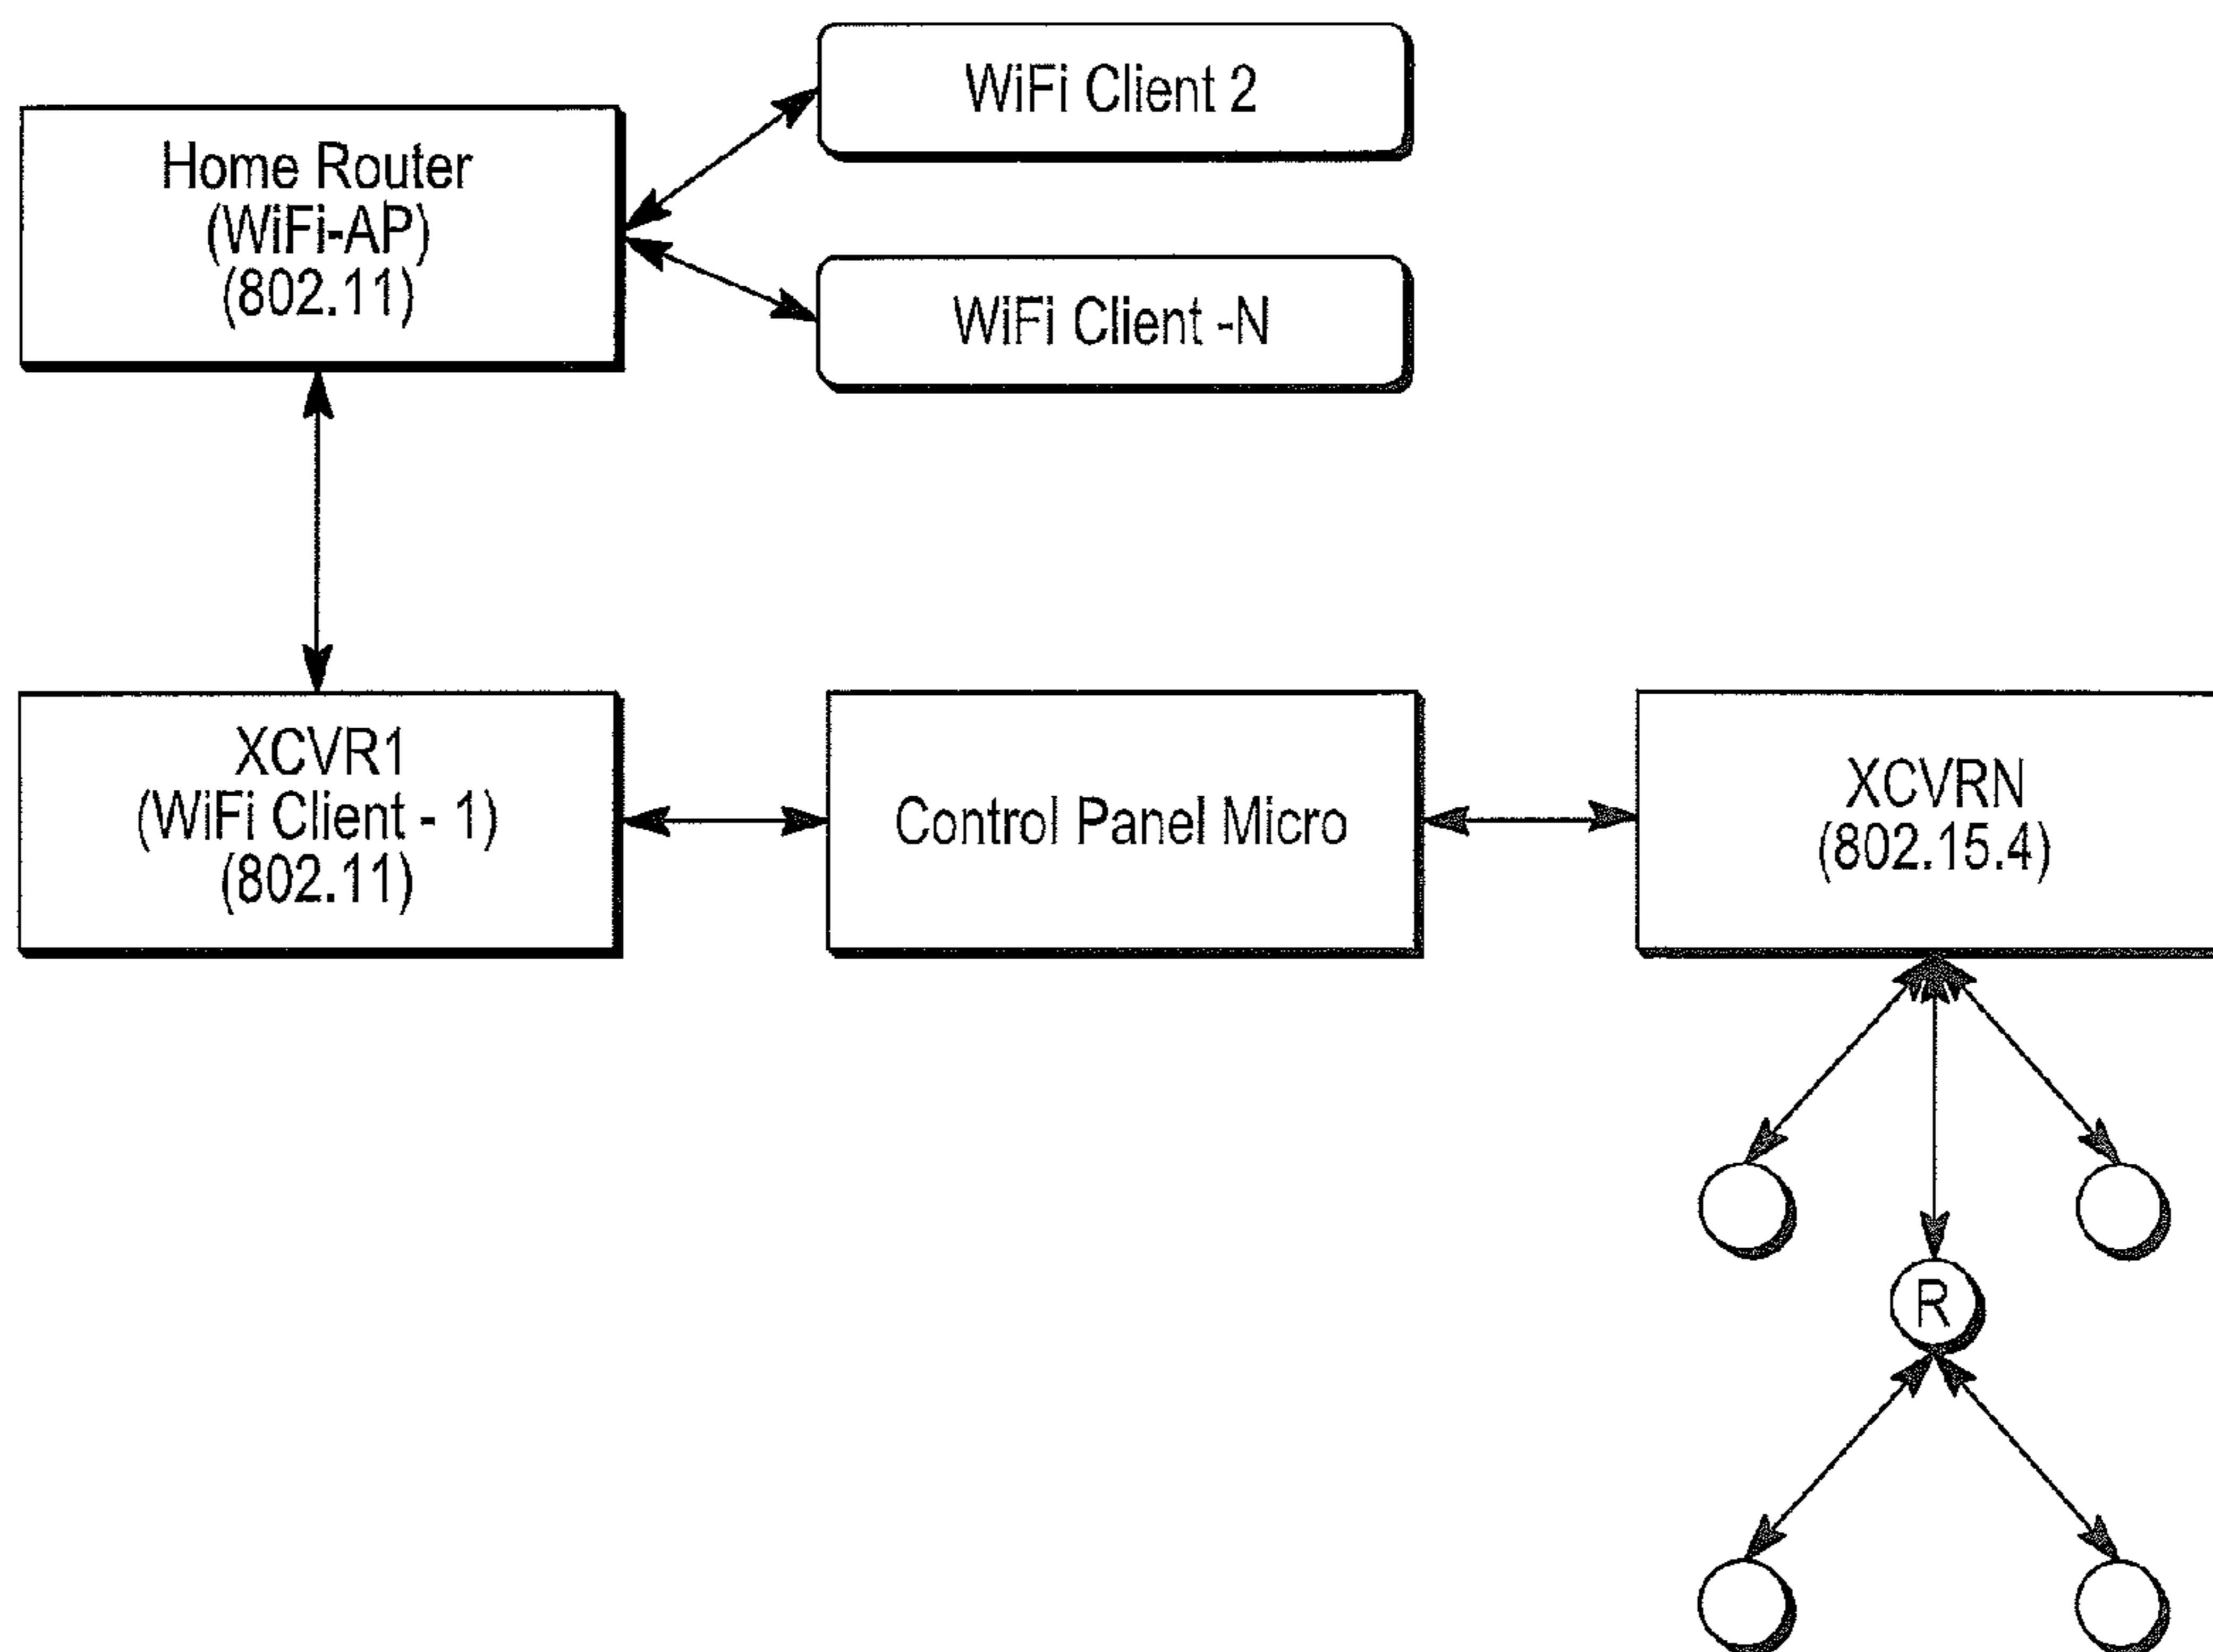 WiFi Client 2
Home Router
(WiFi-AP)
(802.11)
WiFi Client -N
XCVR1
(WiFi Client - 1)
(802.11)
Control Panel Micro
XCVRN
(802.15.4)
R